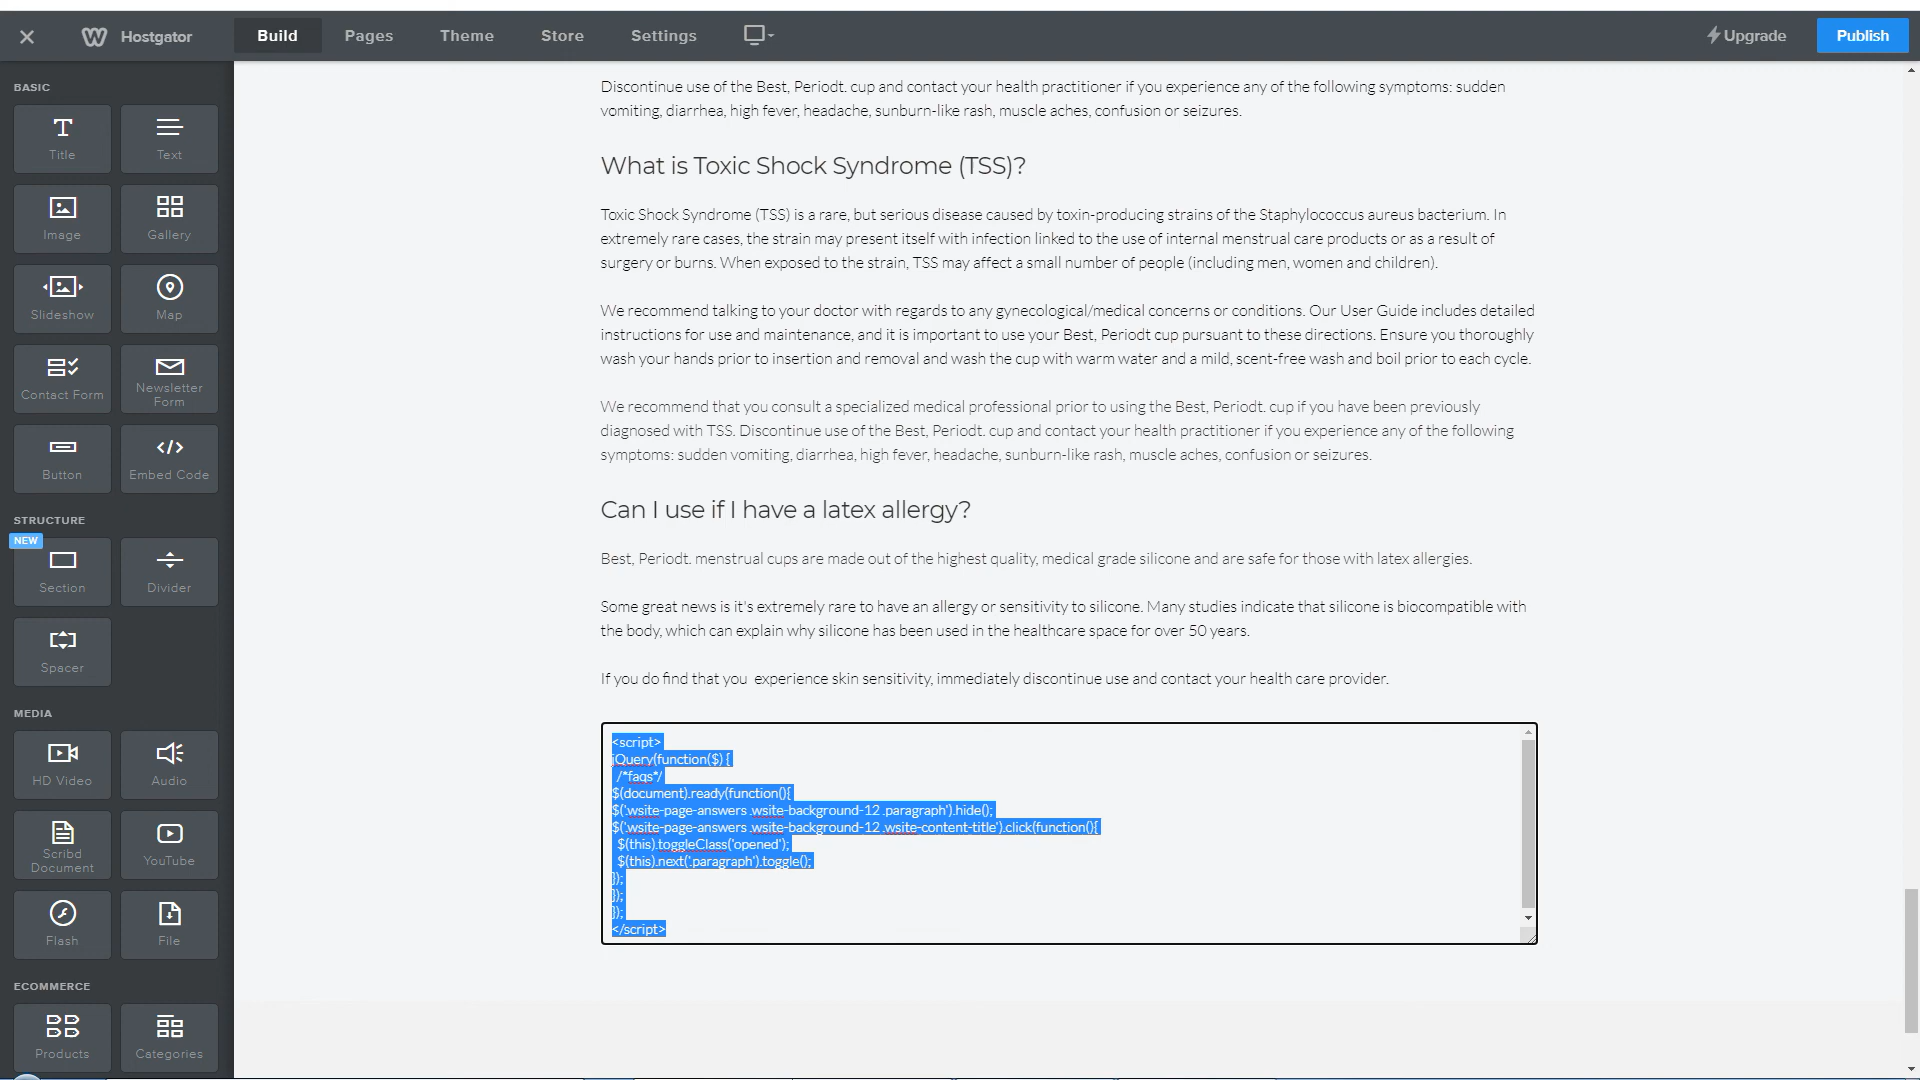 Hostgator
Build
Pages
Theme
Store
Settings
Upgrade
Publish
BASIC
Title
Text
Image
Gallery
Slideshow
Map
Contact Form
Newsletter
Form
Button
Embed Code
STRUCTURE
NEW
Section
Divider
Spacer
MEDIA
HD Video
Audio
Scribd
Document
YouTube
Flash
File
ECOMMERCE
Products
Categories
Discontinue use of the Best, Periodt. cup and contact your health practitioner if you experience any of the following symptoms: sudden
vomiting, diarrhea, high fever, headache, sunburn-like rash, muscle aches, confusion or seizures.
What is Toxic Shock Syndrome (TSS)?
Toxic Shock Syndrome (TSS) is a rare, but serious disease caused by toxin-producing strains of the Staphylococcus aureus bacterium. In
extremely rare cases, the strain may present itself with infection linked to the use of internal menstrual care products or as a result of
surgery or burns. When exposed to the strain, TSS may affect a small number of people (including men, women and children).
We recommend talking to your doctor with regards to any gynecological/medical concerns or conditions. Our User Guide includes detailed
instructions for use and maintenance, and it is important to use your Best, Periodt cup pursuant to these directions. Ensure you thoroughly
wash your hands prior to insertion and removal and wash the cup with warm water and a mild, scent-free wash and boil prior to each cycle.
We recommend that you consult a specialized medical professional prior to using the Best, Periodt. cup if you have been previously
diagnosed with TSS. Discontinue use of the Best, Periodt. cup and contact your health practitioner if you experience any of the following
symptoms: sudden vomiting, diarrhea, high fever, headache, sunburn-like rash, muscle aches, confusion or seizures.
Can I use if I have a latex allergy?
Best, Periodt. menstrual cups are made out of the highest quality, medical grade silicone and are safe for those with latex allergies.
Some great news is it's extremely rare to have an allergy or sensitivity to silicone. Many studies indicate that silicone is biocompatible with
the body, which can explain why silicone has been used in the healthcare space for over 50 years.
If you do find that you  experience skin sensitivity, immediately discontinue use and contact your health care provider.
<script>
jQuery(function($) {
/*faqs*/
$(document).ready(function(){
$('.wsite-page-answers .wsite-background-12 .paragraph').hide();
$('.wsite-page-answers .wsite-background-12 .wsite-content-title').click(function(){
$(this).toggleClass('opened');
$(this).next('.paragraph').toggle();
});
});
});
</script>